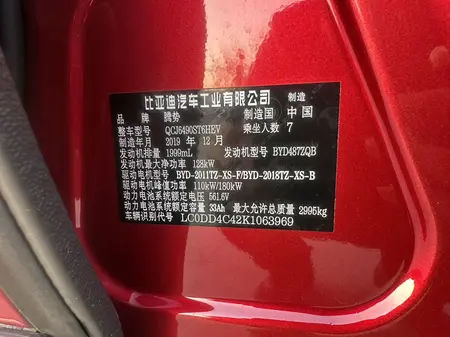 比亚迪汽车工业有限公司 制造
品 牌 腾势 制造国 中国
整车型号 QCJ6490ST6HEV 乘坐人数 7
制造年月 2019 年 12 月
发动机排量 1999mL 发动机型号 BYD487ZQB
发动机最大净功率 128kW
驱动电机型号 BYD-2011TZ-XS-F/BYD-2018TZ-XS-B
驱动电机峰值功率 110kW/180kW
动力电池系统额定电压 561.6V
动力电池系统额定容量 33Ah 最大允许总质量 2995kg
车辆识别代号 LC0DD4C42K1063969